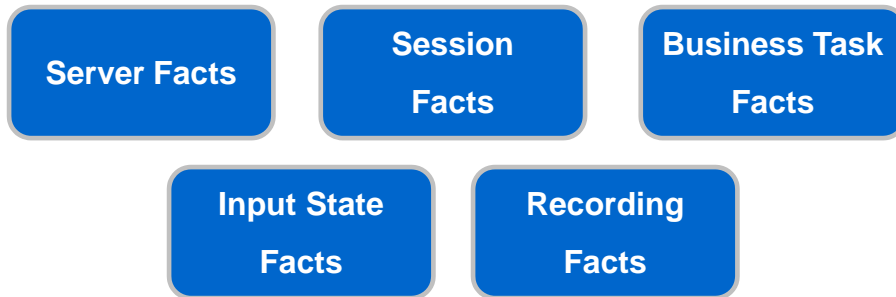 Server Facts
Session
Facts
Business Task
Facts
Input State
Facts
Recording
Facts